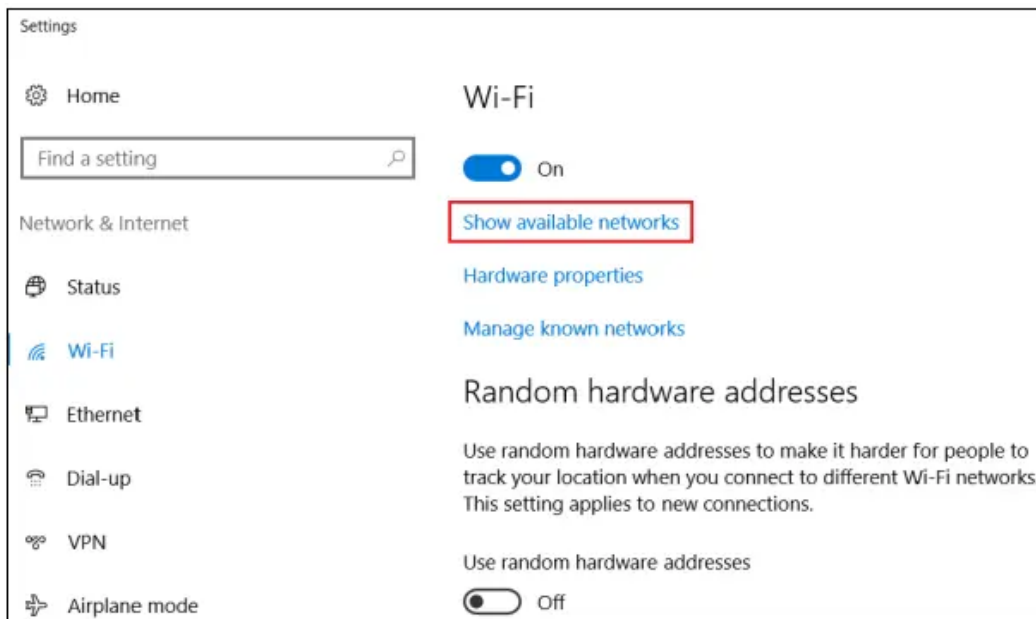 Settings
Home
Find a setting
Network & Internet
Status
Wi-Fi
Ethernet
Dial-up
VPN
Airplane mode
Wi-Fi
On
Show available networks
Hardware properties
Manage known networks
Random hardware addresses
Use random hardware addresses to make it harder for people to
track your location when you connect to different Wi-Fi networks
This setting applies to new connections.
Use random hardware addresses
Off